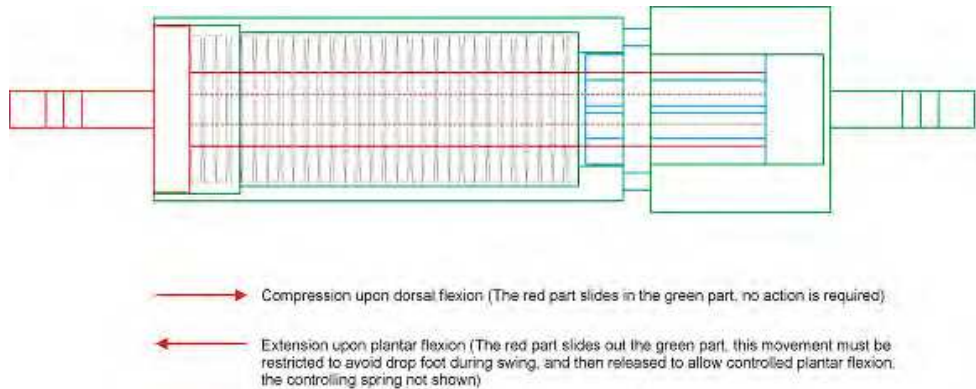 Compression upon dorsal flexion (The red part slides in the green part, no action is required)
Extension upon plantar flexion (The red part slides out the green part, this movement must be
restricted to avoid drop foot during swing, and then released to allow controlled plantar flexion,
the controlling spring not shown)